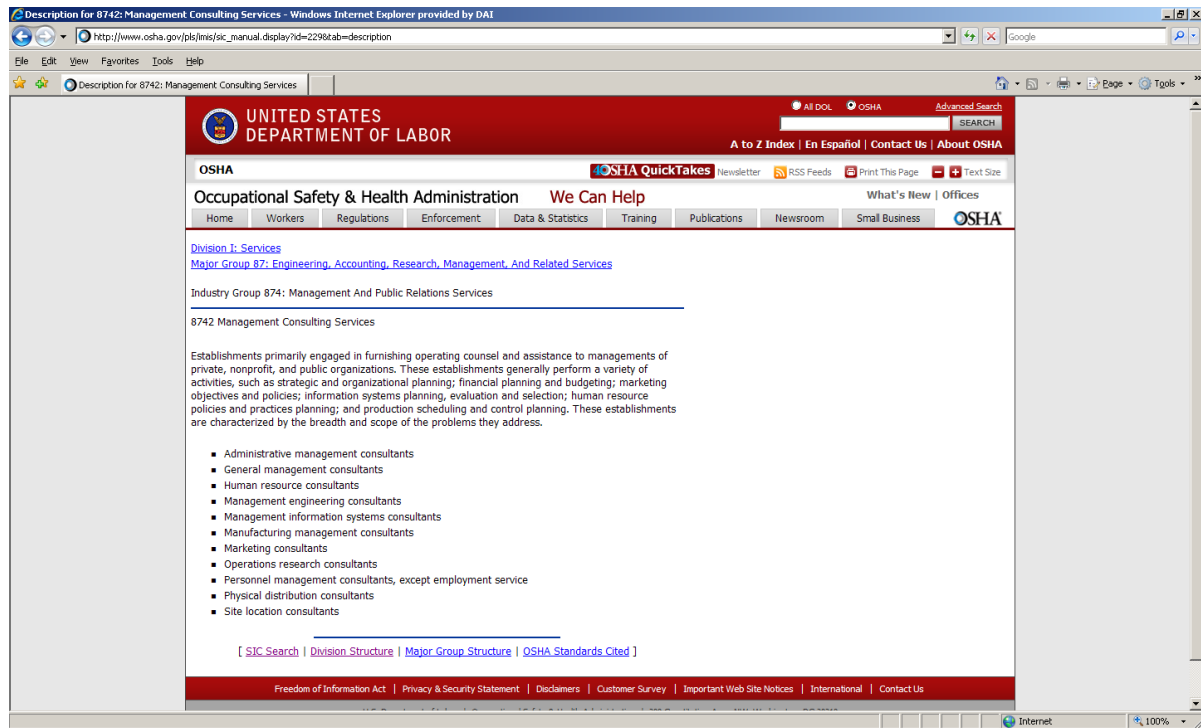 Description for 8742: Management Consulting Services - Windows Internet Explorer provided by DAI
http://www.osha.gov/pls/imis/sic_manual.display?id=229&tab=description
Google
File Edit View Favorites Tools Help
Description for 8742: Management Consulting Services
Page Tools
UNITED STATES
DEPARTMENT OF LABOR
All DOL OSHA Advanced Search
SEARCH
A to Z Index | En Español | Contact Us | About OSHA
OSHA
40 OSHA QuickTakes Newsletter RSS Feeds Print This Page Text Size
Occupational Safety & Health Administration We Can Help
What's New | Offices
Home Workers Regulations Enforcement Data & Statistics Training Publications Newsroom Small Business OSHA
Division I: Services
Major Group 87: Engineering, Accounting, Research, Management, And Related Services
Industry Group 874: Management And Public Relations Services
8742 Management Consulting Services
Establishments primarily engaged in furnishing operating counsel and assistance to managements of
private, nonprofit, and public organizations. These establishments generally perform a variety of
activities, such as strategic and organizational planning; financial planning and budgeting; marketing
objectives and policies; information systems planning, evaluation and selection; human resource
policies and practices planning; and production scheduling and control planning. These establishments
are characterized by the breadth and scope of the problems they address.
Administrative management consultants
General management consultants
Human resource consultants
Management engineering consultants
Management information systems consultants
Manufacturing management consultants
Marketing consultants
Operations research consultants
Personnel management consultants, except employment service
Physical distribution consultants
Site location consultants
[ SIC Search | Division Structure | Major Group Structure | OSHA Standards Cited ]
Freedom of Information Act | Privacy & Security Statement | Disclaimers | Customer Survey | Important Web Site Notices | International | Contact Us
Internet
100%